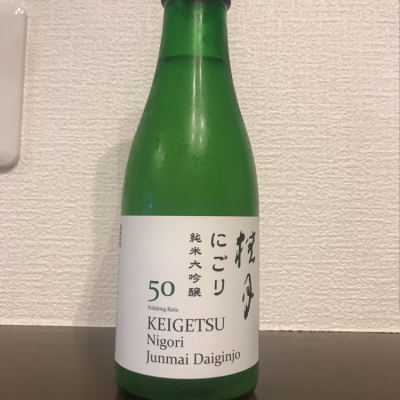 桂月
にごり
純米大吟醸
50
Polishing Ratio
KEIGETSU
Nigori
Junmai Daiginjo